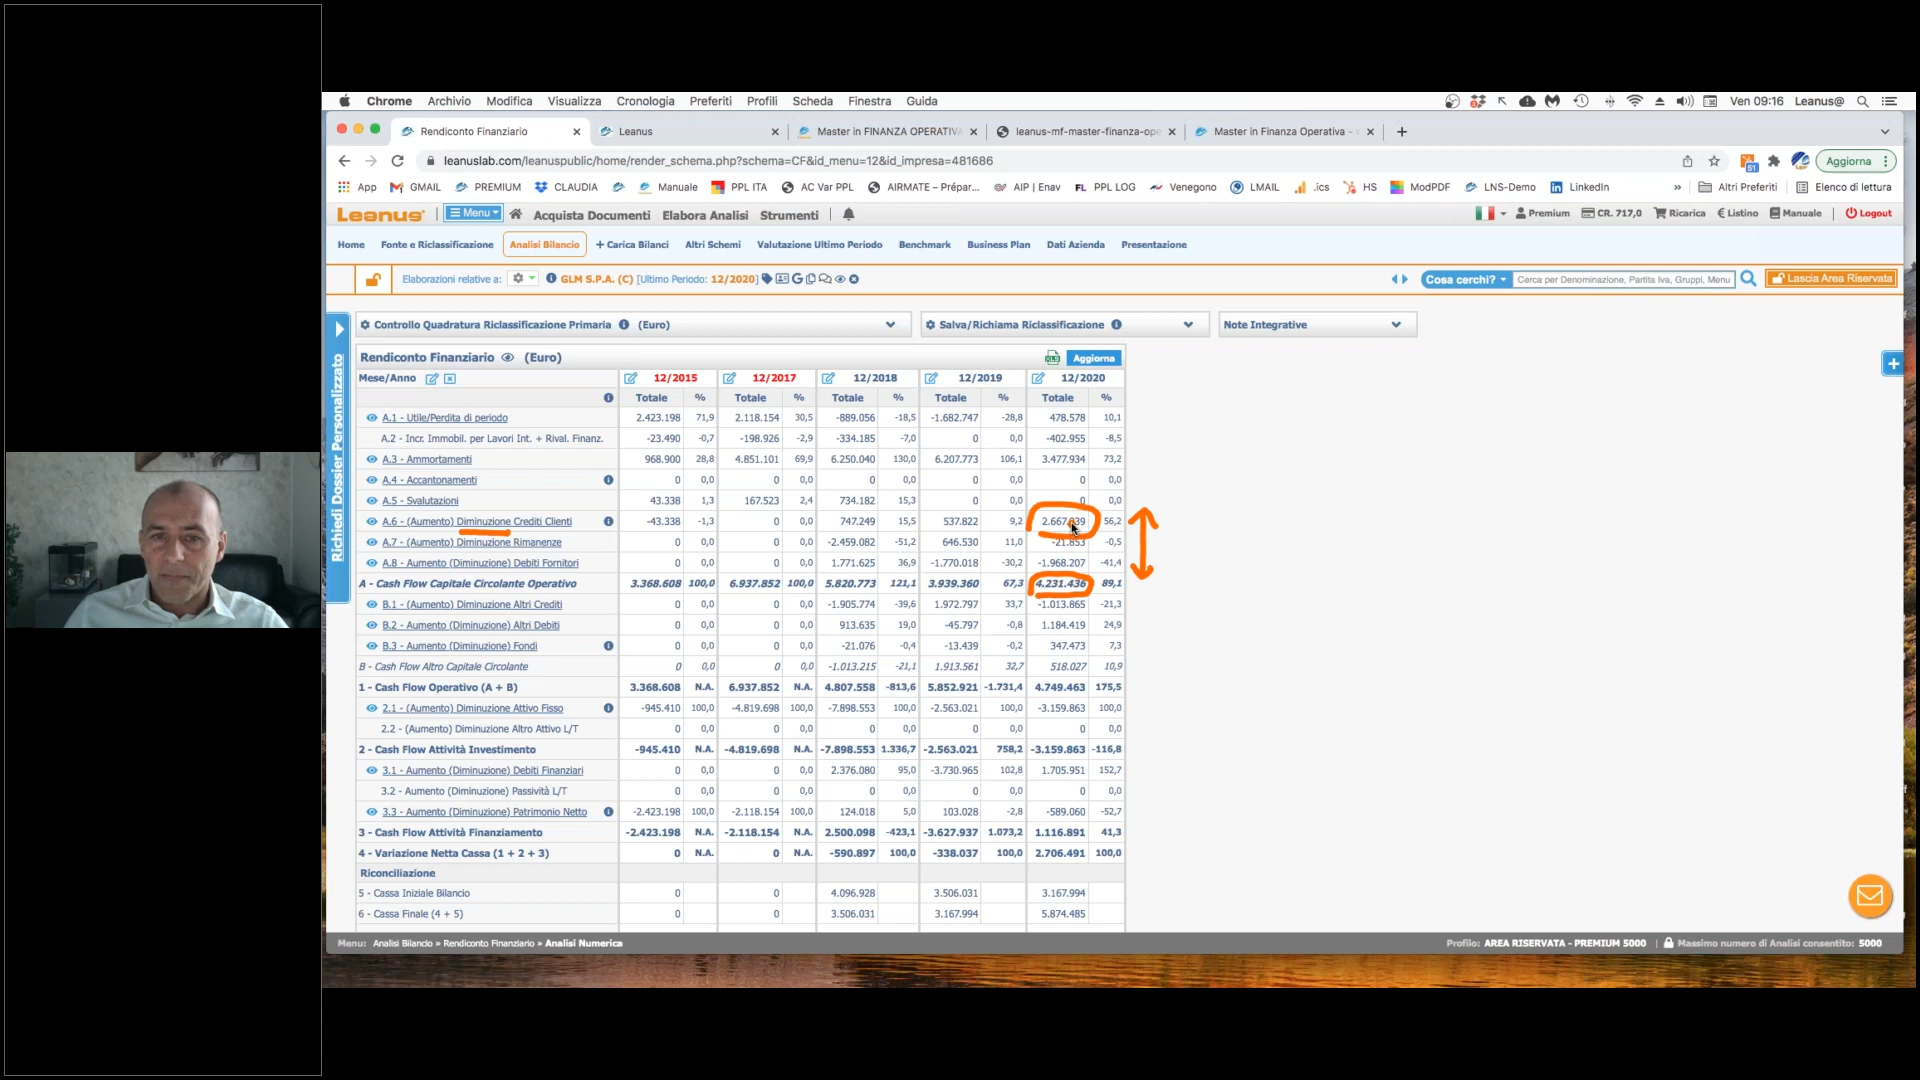 Chrome Archivio Modifica Visualizza Cronologia Preferiti Profili Scheda Finestra Guida Ven 09:16 Leanus@
Rendiconto Finanziario Leanus Master in FINANZA OPERATIVA leanus-mf-master-finanza-ope Master in Finanza Operativa -
leanuslab.com/leanuspublic/home/render_schema.php?schema=CF&id_menu=12&id_impresa=481686 Aggiorna
App GMAIL PREMIUM CLAUDIA Manuale PPL ITA AC Var PPL AIRMATE – Prépar... AIP | Enav FL PPL LOG Venegono LMAIL .ics HS ModPDF LNS-Demo LinkedIn » Altri Preferiti Elenco di lettura
Leanus Menu Acquista Documenti Elabora Analisi Strumenti Premium CR. 717,0 Ricarica € Listino Manuale Logout
Home Fonte e Riclassificazione Analisi Bilancio + Carica Bilanci Altri Schemi Valutazione Ultimo Periodo Benchmark Business Plan Dati Azienda Presentazione
Elaborazioni relative a: GLM S.P.A. (C) [Ultimo Periodo: 12/2020] Cosa cerchi? Cerca per Denominazione, Partita Iva, Gruppi, Menu Lascia Area Riservata
Controllo Quadratura Riclassificazione Primaria (Euro) Salva/Richiama Riclassificazione Note Integrative
Richiedi Dossier Personalizzato
Rendiconto Finanziario (Euro) XLS Aggiorna
Mese/Anno 12/2015 12/2017 12/2018 12/2019 12/2020
Totale % Totale % Totale % Totale % Totale %
A.1 - Utile/Perdita di periodo 2.423.198 71,9 2.118.154 30,5 -889.056 -18,5 -1.682.747 -28,8 478.578 10,1
A.2 - Incr. Immobil. per Lavori Int. + Rival. Finanz. -23.490 -0,7 -198.926 -2,9 -334.185 -7,0 0 0,0 -402.955 -8,5
A.3 - Ammortamenti 968.900 28,8 4.851.101 69,9 6.250.040 130,0 6.207.773 106,1 3.477.934 73,2
A.4 - Accantonamenti 0 0,0 0 0,0 0 0,0 0 0,0 0 0,0
A.5 - Svalutazioni 43.338 1,3 167.523 2,4 734.182 15,3 0 0,0 0 0,0
A.6 - (Aumento) Diminuzione Crediti Clienti -43.338 -1,3 0 0,0 747.249 15,5 537.822 9,2 56,2
A.7 - (Aumento) Diminuzione Rimanenze 0 0,0 0 0,0 -2.459.082 -51,2 646.530 11,0 -21.853 -0,5
A.8 - Aumento (Diminuzione) Debiti Fornitori 0 0,0 0 0,0 1.771.625 36,9 -1.770.018 -30,2 -1.968.207 -41,4
A - Cash Flow Capitale Circolante Operativo 3.368.608 100,0 6.937.852 100,0 5.820.773 121,1 3.939.360 67,3 4.231.436 89,1
B.1 - (Aumento) Diminuzione Altri Crediti 0 0,0 0 0,0 -1.905.774 -39,6 1.972.797 33,7 -1.013.865 -21,3
B.2 - Aumento (Diminuzione) Altri Debiti 0 0,0 0 0,0 913.635 19,0 -45.797 -0,8 1.184.419 24,9
B.3 - Aumento (Diminuzione) Fondi 0 0,0 0 0,0 -21.076 -0,4 -13.439 -0,2 347.473 7,3
B - Cash Flow Altro Capitale Circolante 0 0,0 0 0,0 -1.013.215 -21,1 1.913.561 32,7 518.027 10,9
1 - Cash Flow Operativo (A + B) 3.368.608 N.A. 6.937.852 N.A. 4.807.558 -813,6 5.852.921 -1.731,4 4.749.463 175,5
2.1 - (Aumento) Diminuzione Attivo Fisso -945.410 100,0 -4.819.698 100,0 -7.898.553 100,0 -2.563.021 100,0 -3.159.863 100,0
2.2 - (Aumento) Diminuzione Altro Attivo L/T 0 0,0 0 0,0 0 0,0 0 0,0 0 0,0
2 - Cash Flow Attività Investimento -945.410 N.A. -4.819.698 N.A. -7.898.553 1.336,7 -2.563.021 758,2 -3.159.863 -116,8
3.1 - Aumento (Diminuzione) Debiti Finanziari 0 0,0 0 0,0 2.376.080 95,0 -3.730.965 102,8 1.705.951 152,7
3.2 - Aumento (Diminuzione) Passività L/T 0 0,0 0 0,0 0 0,0 0 0,0 0 0,0
3.3 - Aumento (Diminuzione) Patrimonio Netto -2.423.198 100,0 -2.118.154 100,0 124.018 5,0 103.028 -2,8 -589.060 -52,7
3 - Cash Flow Attività Finanziamento -2.423.198 N.A. -2.118.154 N.A. 2.500.098 -423,1 -3.627.937 1.073,2 1.116.891 41,3
4 - Variazione Netta Cassa (1 + 2 + 3) 0 N.A. 0 N.A. -590.897 100,0 -338.037 100,0 2.706.491 100,0
Riconciliazione
5 - Cassa Iniziale Bilancio 0 0 4.096.928 3.506.031 3.167.994
6 - Cassa Finale (4 + 5) 0 0 3.506.031 3.167.994 5.874.485
Menu: Analisi Bilancio » Rendiconto Finanziario » Analisi Numerica Profilo: AREA RISERVATA - PREMIUM 5000 | Massimo numero di Analisi consentito: 5000